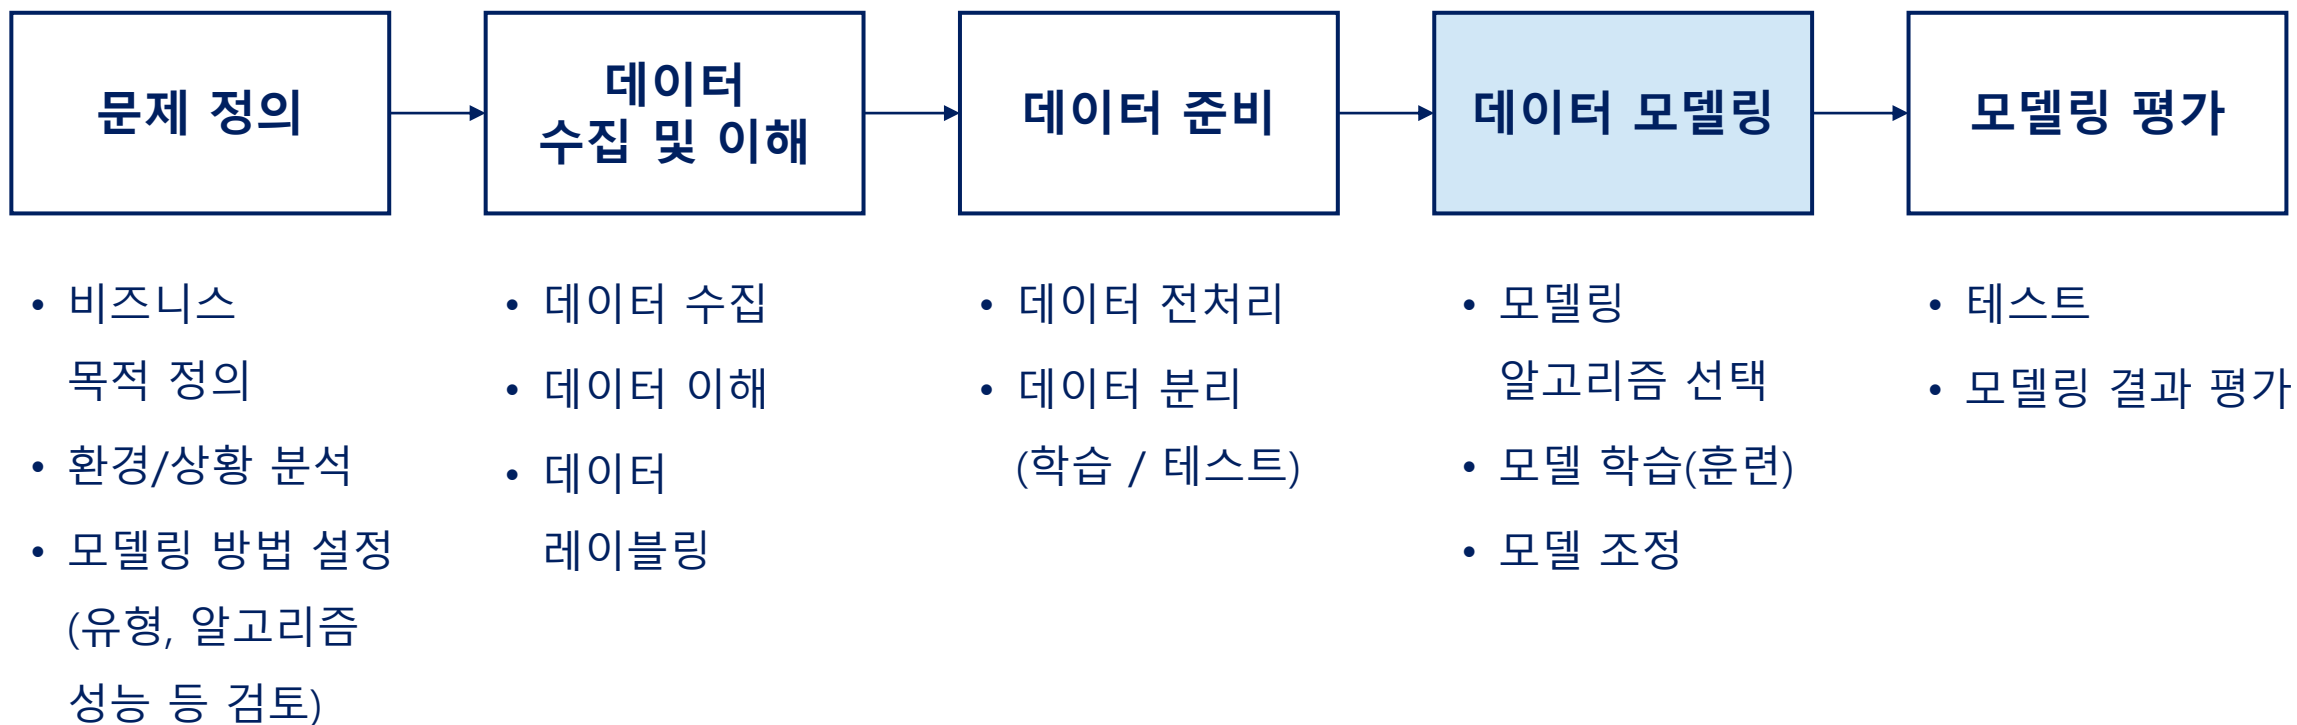 문제 정의
데이터
수집 및 이해
데이터 준비
데이터 모델링
모델링 평가
• 비즈니스
목적 정의
• 환경/상황 분석
• 모델링 방법 설정
(유형, 알고리즘
성능 등 검토)
• 데이터 수집
• 데이터 이해
• 데이터
레이블링
• 데이터 전처리
• 데이터 분리
(학습 / 테스트)
• 모델링
알고리즘 선택
• 모델 학습(훈련)
• 모델 조정
• 테스트
• 모델링 결과 평가